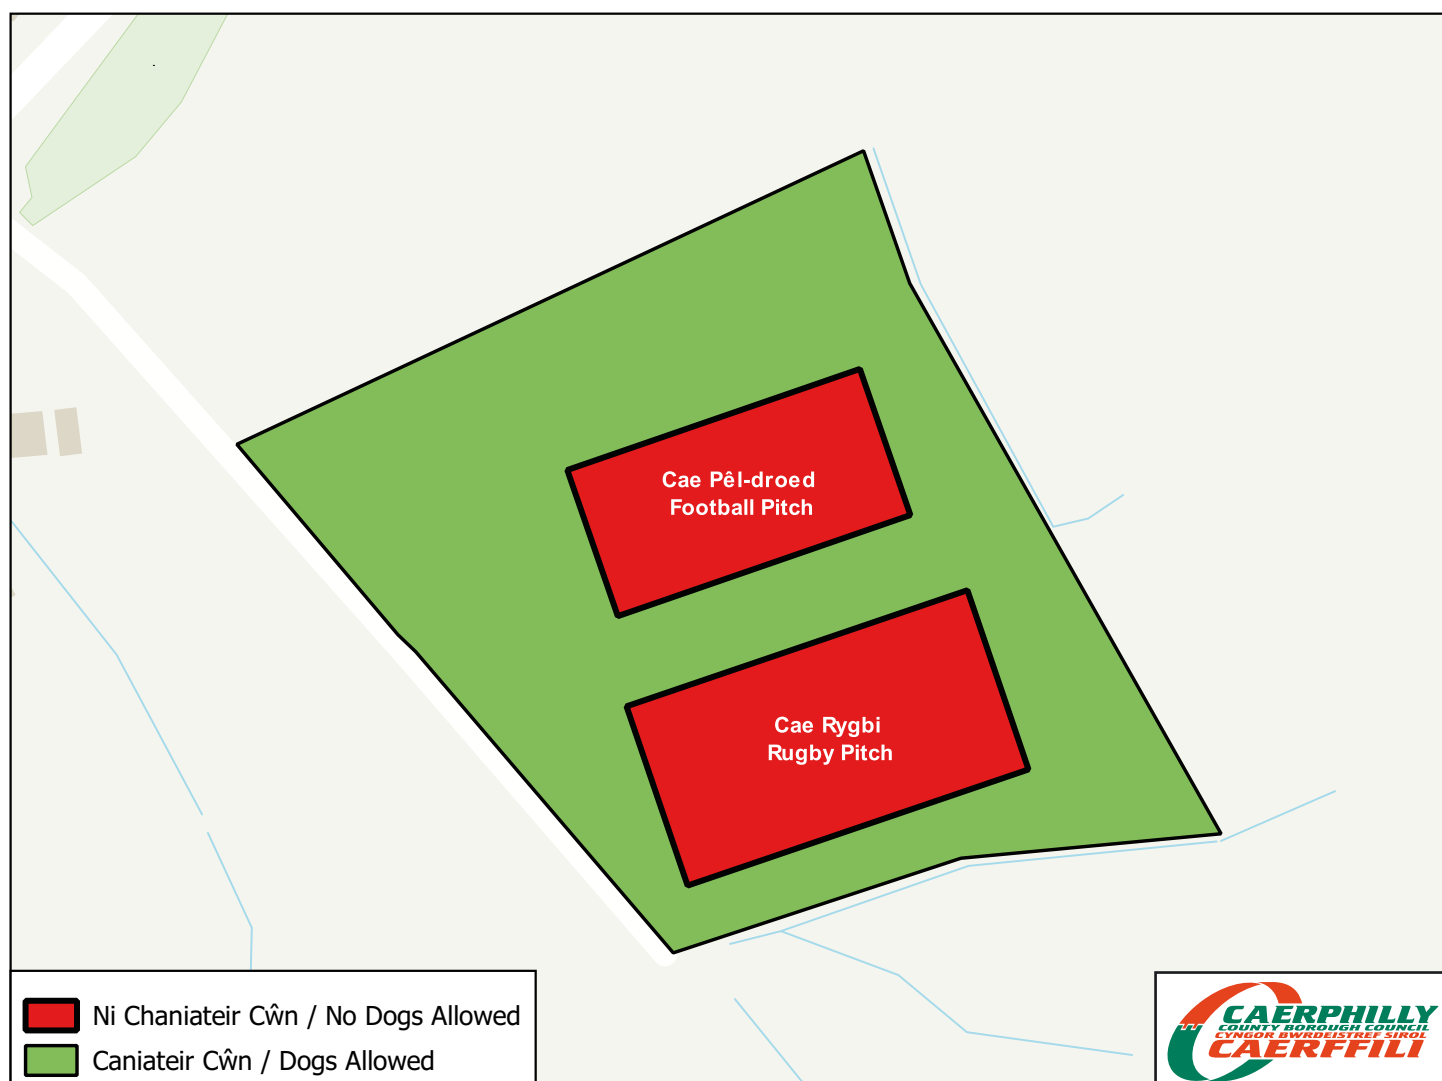 Cae Pêl-droed
Football Pitch
Cae Rygbi
Rugby Pitch
Ni Chaniateir Cŵn / No Dogs Allowed
Caniateir Cŵn / Dogs Allowed
CAERPHILLY
COUNTY BOROUGH COUNCIL
CYNGOR BWRDEISTREF SIROL
CAERFFILI